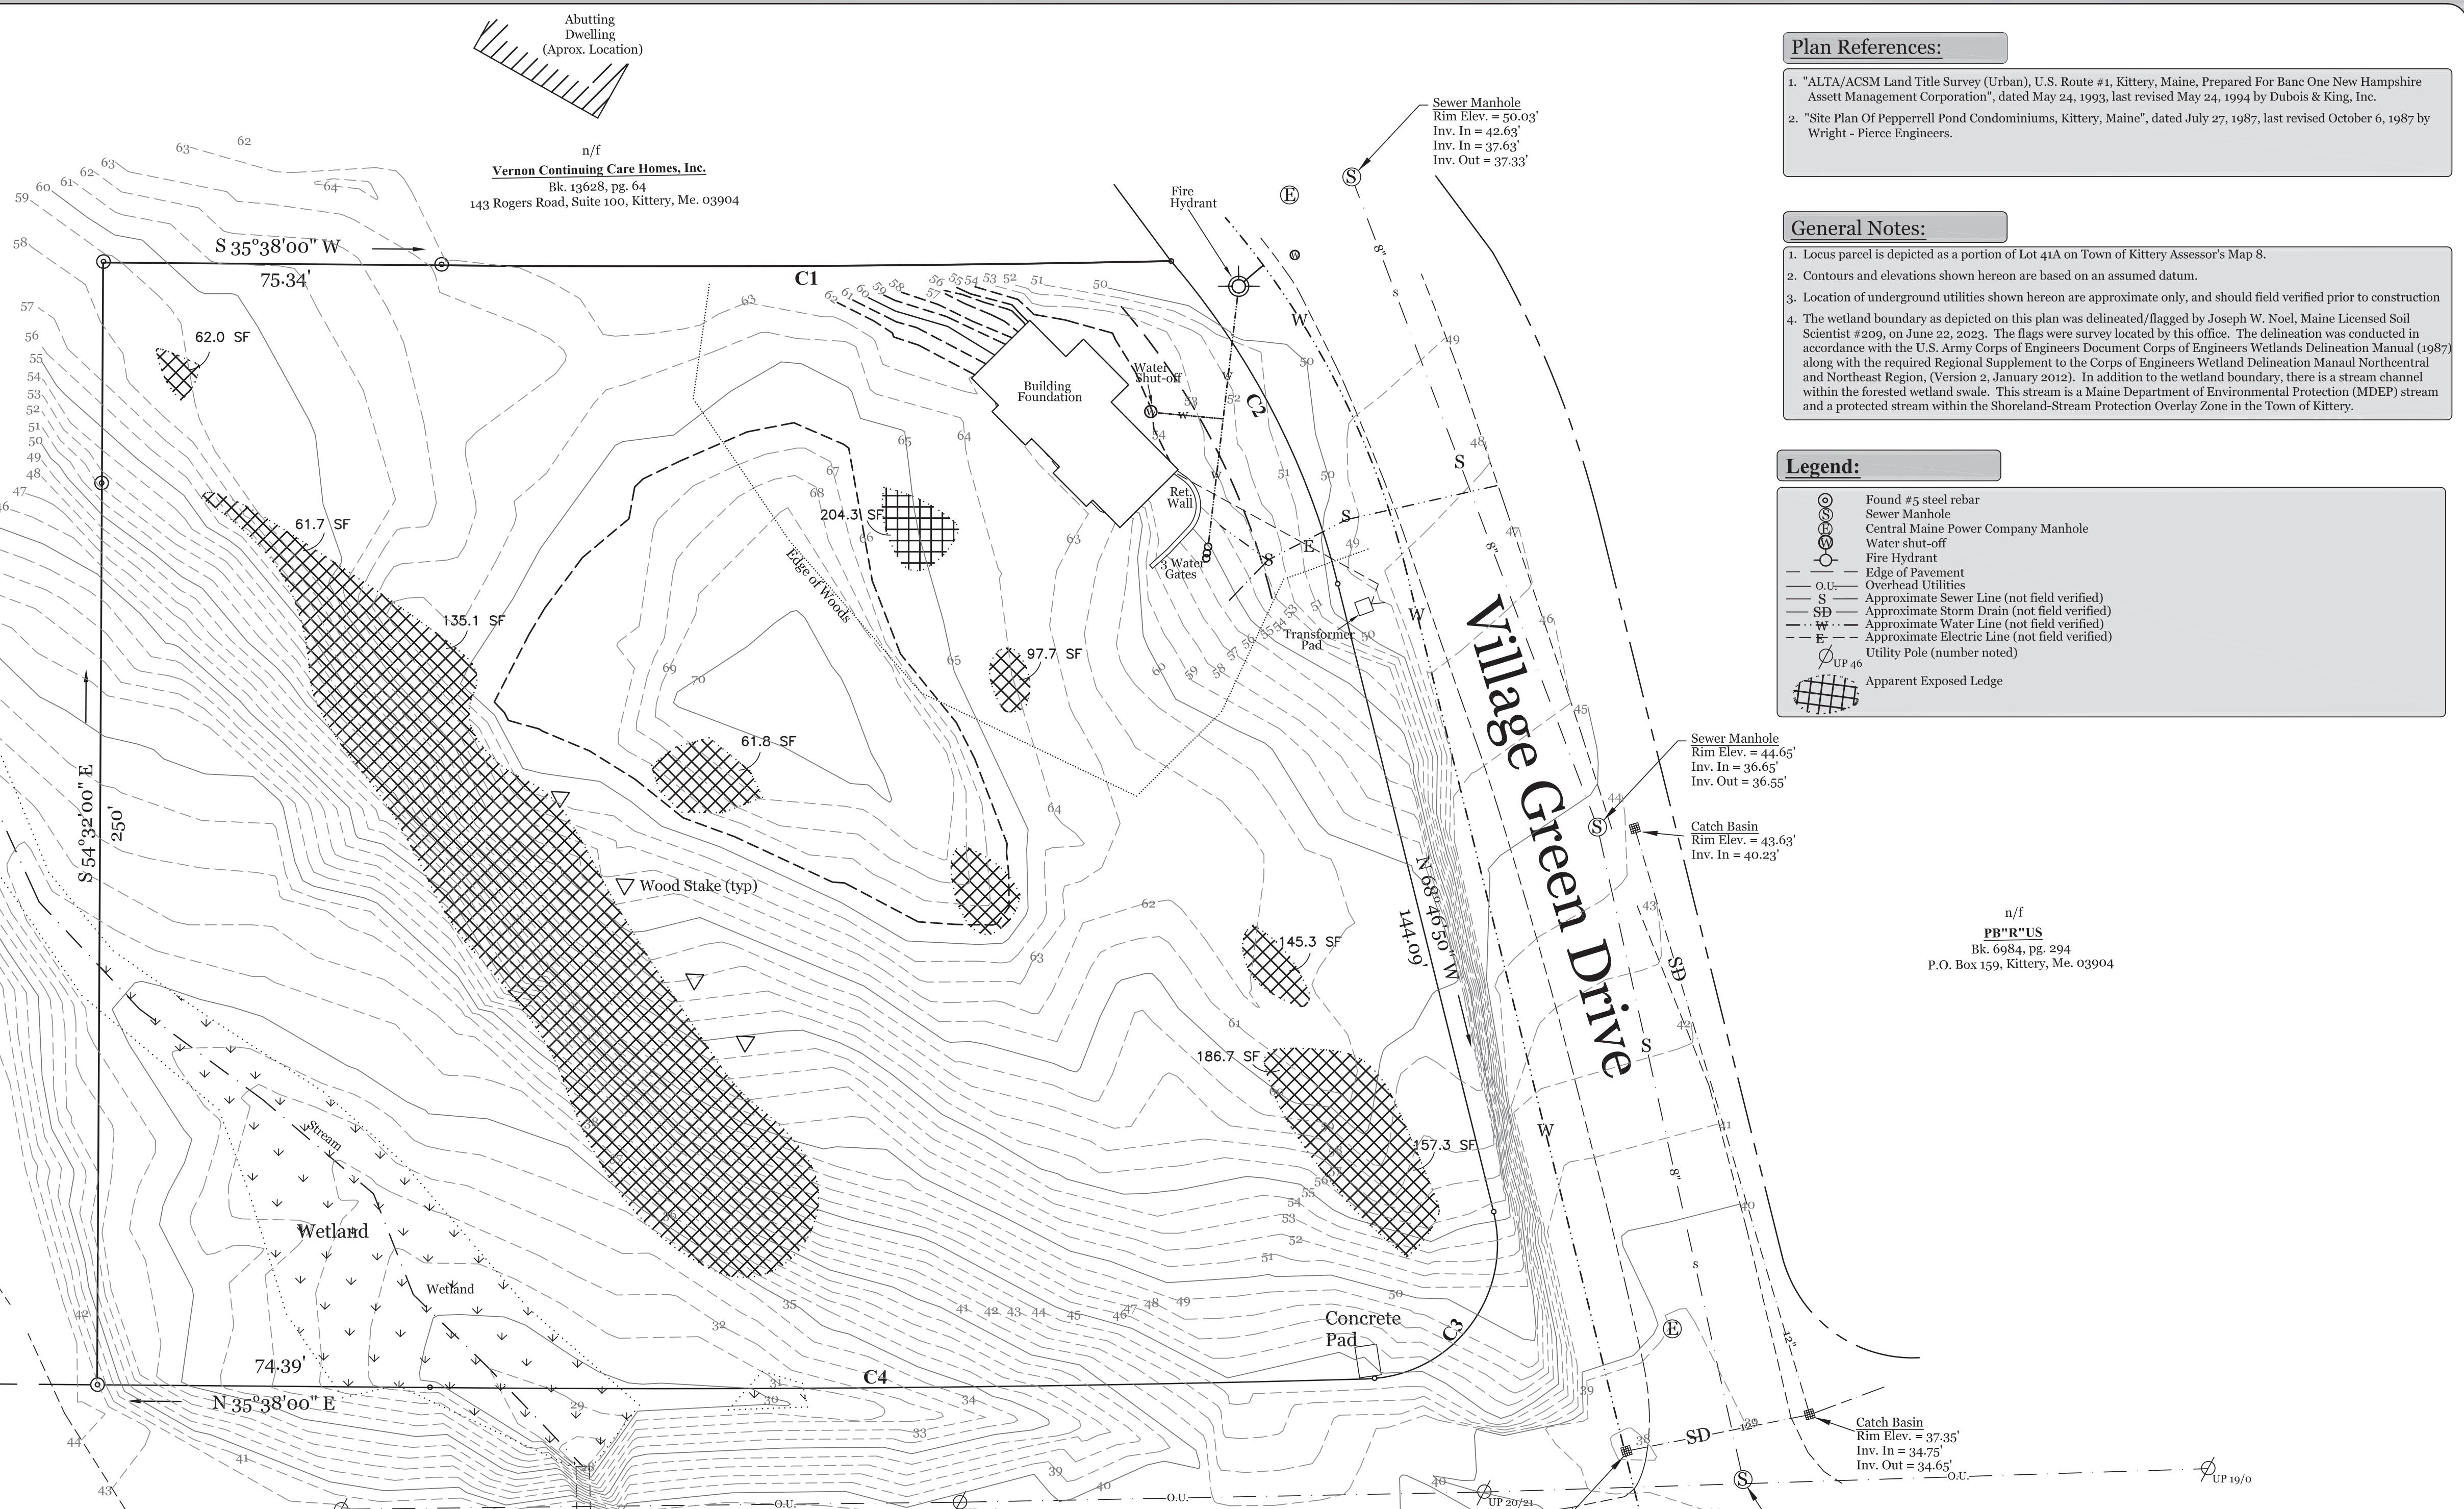 Abutting
Dwelling
(Aprox. Location)
n/f
Vernon Continuing Care Homes, Inc.
Bk. 13628, pg. 64
143 Rogers Road, Suite 100, Kittery, Me. 03904
Sewer Manhole
Rim Elev. = 50.03'
Inv. In = 42.63'
Inv. In = 37.63'
Inv. Out = 37.33'
Fire
Hydrant
S 35°38'00" W
75.34'
C1
62.0 SF
61.7 SF
135.1 SF
204.3 SF
97.7 SF
61.8 SF
145.3 SF
186.7 SF
157.3 SF
Building
Foundation
Water
Shut-off
C2
Ret.
Wall
3 Water
Gates
Transformer
Pad
Edge of Woods
Wood Stake (typ)
S 54°32'00" E
250'
N 68°46'50" W
144.09'
Village Green Drive
Stream
Wetland
Wetland
74.39'
N 35°38'00" E
C4
Concrete
Pad
C3
Sewer Manhole
Rim Elev. = 44.65'
Inv. In = 36.65'
Inv. Out = 36.55'
Catch Basin
Rim Elev. = 43.63'
Inv. In = 40.23'
n/f
PB"R"US
Bk. 6984, pg. 294
P.O. Box 159, Kittery, Me. 03904
Catch Basin
Rim Elev. = 37.35'
Inv. In = 34.75'
Inv. Out = 34.65'
SD
SD
12"
12"
8"
8"
8"
O.U.
O.U.
O.U.
UP 20/21
UP 19/0
Plan References:
1. "ALTA/ACSM Land Title Survey (Urban), U.S. Route #1, Kittery, Maine, Prepared For Banc One New Hampshire
Assett Management Corporation", dated May 24, 1993, last revised May 24, 1994 by Dubois & King, Inc.
2. "Site Plan Of Pepperrell Pond Condominiums, Kittery, Maine", dated July 27, 1987, last revised October 6, 1987 by
Wright - Pierce Engineers.
General Notes:
1. Locus parcel is depicted as a portion of Lot 41A on Town of Kittery Assessor's Map 8.
2. Contours and elevations shown hereon are based on an assumed datum.
3. Location of underground utilities shown hereon are approximate only, and should field verified prior to construction
4. The wetland boundary as depicted on this plan was delineated/flagged by Joseph W. Noel, Maine Licensed Soil
Scientist #209, on June 22, 2023. The flags were survey located by this office. The delineation was conducted in
accordance with the U.S. Army Corps of Engineers Document Corps of Engineers Wetlands Delineation Manual (1987)
along with the required Regional Supplement to the Corps of Engineers Wetland Delineation Manaul Northcentral
and Northeast Region, (Version 2, January 2012). In addition to the wetland boundary, there is a stream channel
within the forested wetland swale. This stream is a Maine Department of Environmental Protection (MDEP) stream
and a protected stream within the Shoreland-Stream Protection Overlay Zone in the Town of Kittery.
Legend:
Found #5 steel rebar
S Sewer Manhole
E Central Maine Power Company Manhole
W Water shut-off
Fire Hydrant
Edge of Pavement
O.U. Overhead Utilities
S Approximate Sewer Line (not field verified)
SD Approximate Storm Drain (not field verified)
W Approximate Water Line (not field verified)
E Approximate Electric Line (not field verified)
UP 46 Utility Pole (number noted)
Apparent Exposed Ledge